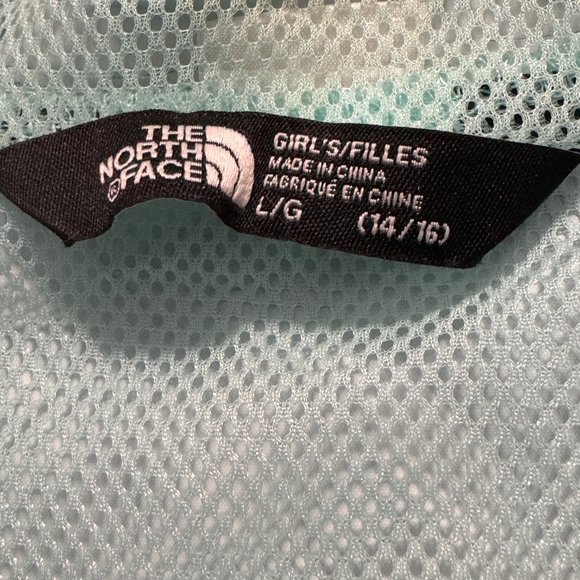 THE
NORTH
FACE
GIRL'S/FILLES
MADE IN CHINA
FABRIQUÉ EN CHINE
L/G (14/16)